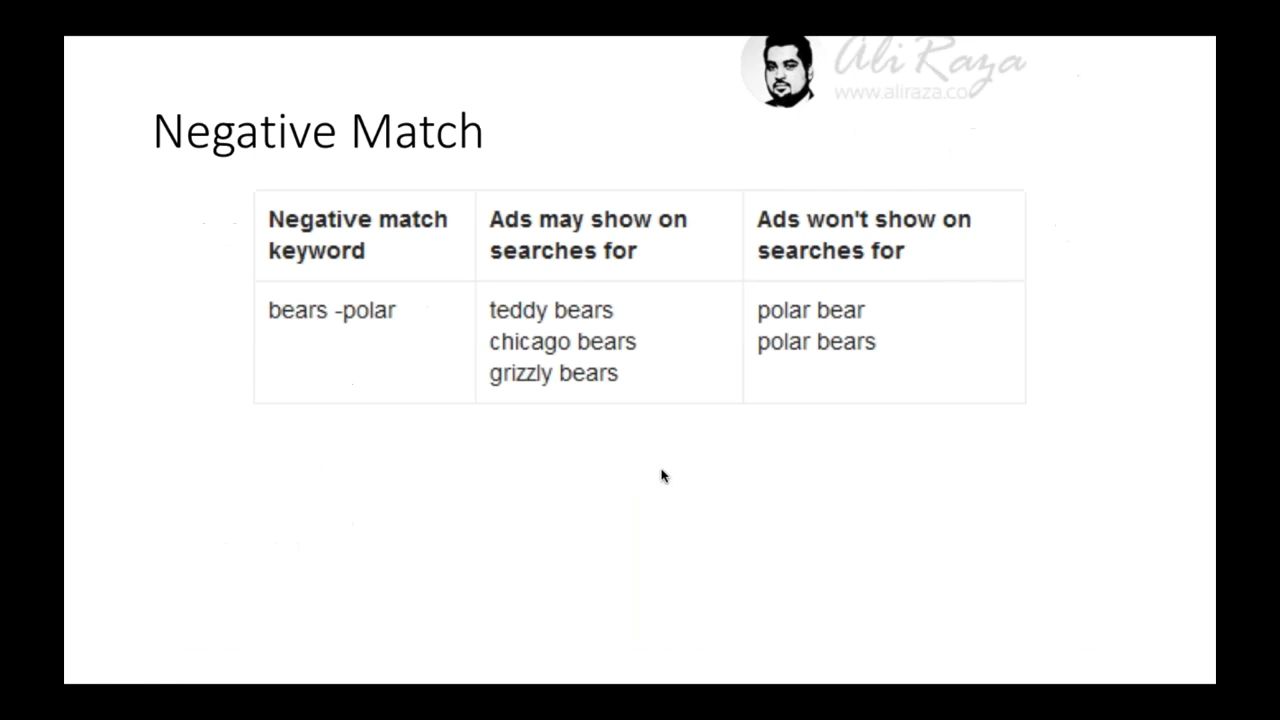 Ali Raza
www.aliraza.co
Negative Match
Negative match keyword
Ads may show on searches for
Ads won't show on searches for
bears -polar
teddy bears
chicago bears
grizzly bears
polar bear
polar bears